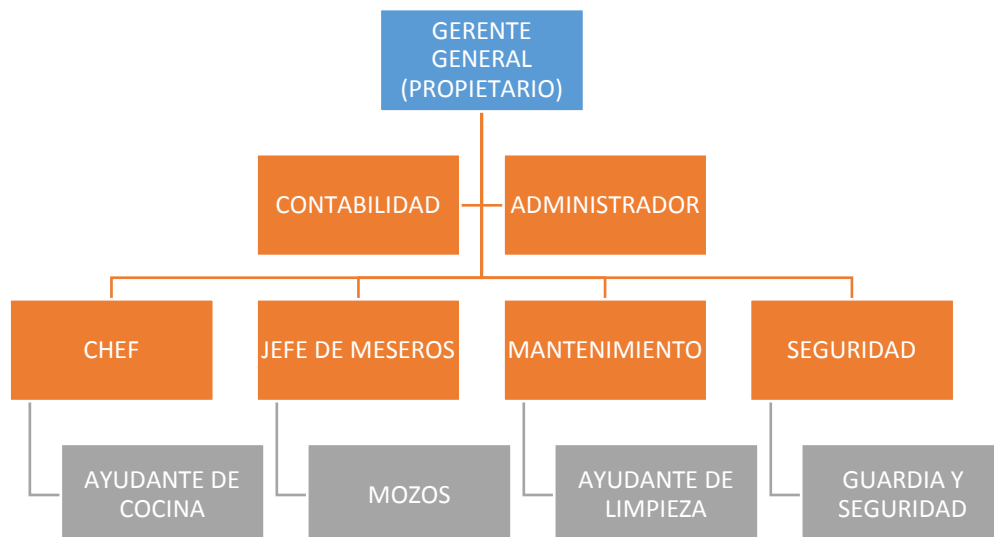 GERENTE
GENERAL
(PROPIETARIO)
CONTABILIDAD
ADMINISTRADOR
CHEF
JEFE DE MESEROS
MANTENIMIENTO
SEGURIDAD
AYUDANTE DE
COCINA
MOZOS
AYUDANTE DE
LIMPIEZA
GUARDIA Y
SEGURIDAD